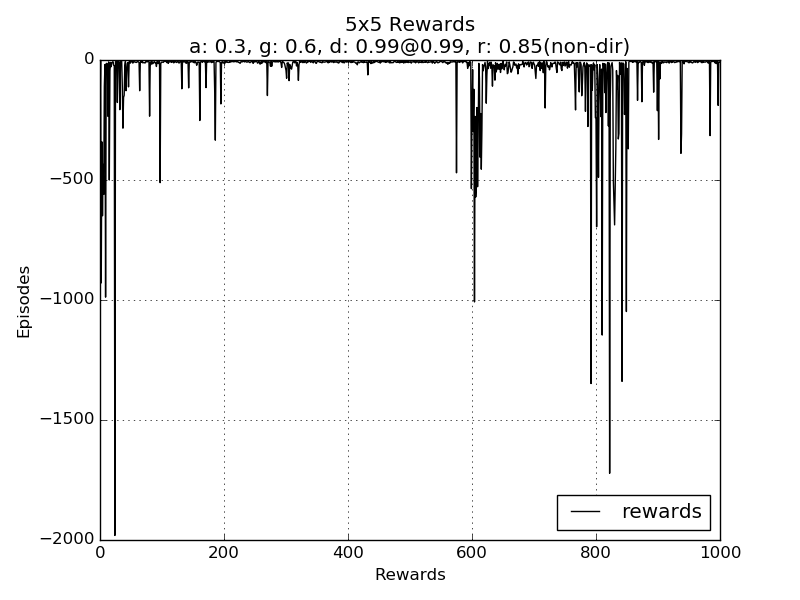 5x5 Rewards
a: 0.3, g: 0.6, d: 0.99@0.99, r: 0.85(non-dir)
0
−500
−1000
−1500
−2000
Episodes
rewards
0 200 400 600 800 1000
Rewards